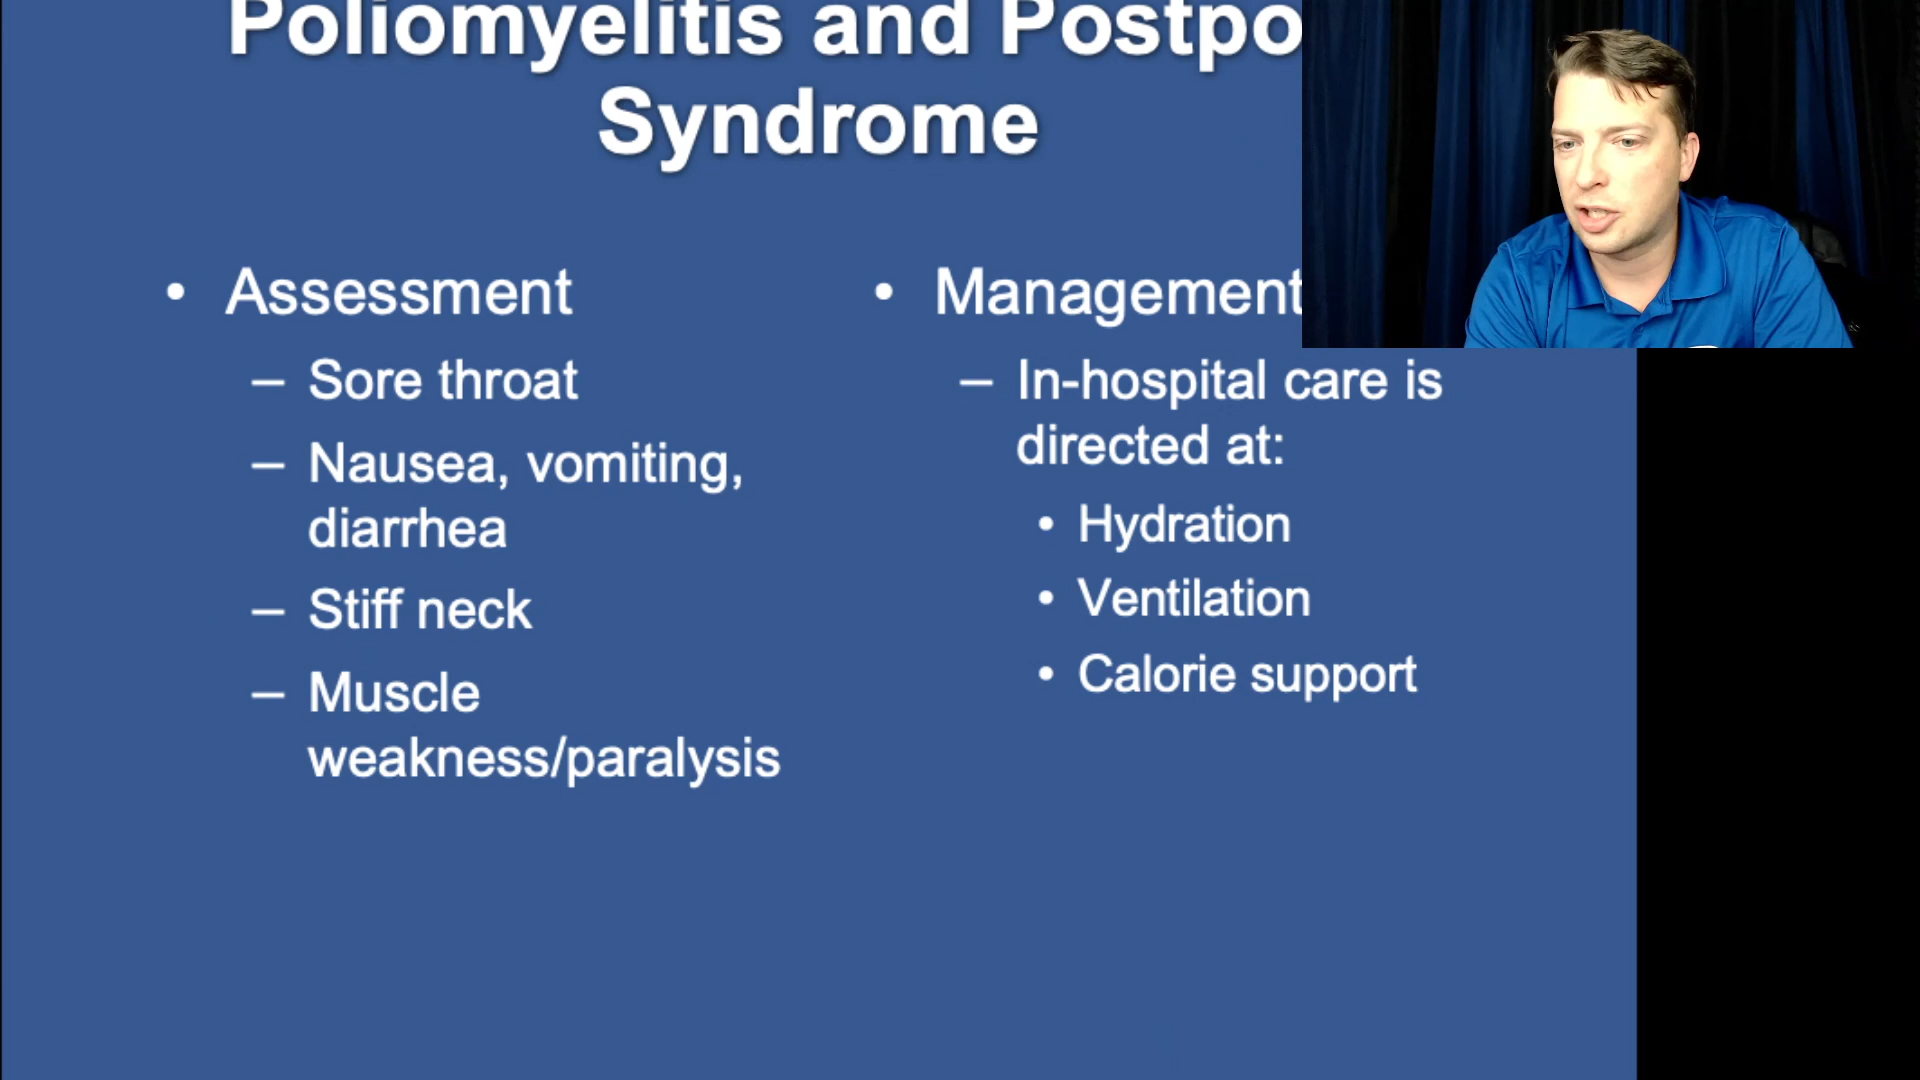 Poliomyelitis and Postpo
Syndrome
• Assessment
– Sore throat
– Nausea, vomiting,
diarrhea
– Stiff neck
– Muscle
weakness/paralysis
• Management
– In-hospital care is
directed at:
• Hydration
• Ventilation
• Calorie support